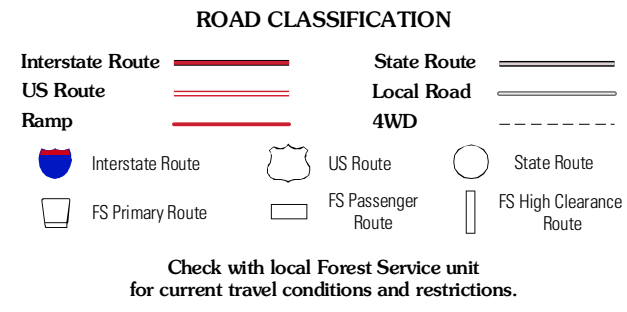 ROAD CLASSIFICATION
Interstate Route
State Route
US Route
Local Road
Ramp
4WD
Interstate Route
US Route
State Route
FS Primary Route
FS Passenger
Route
FS High Clearance
Route
Check with local Forest Service unit
for current travel conditions and restrictions.